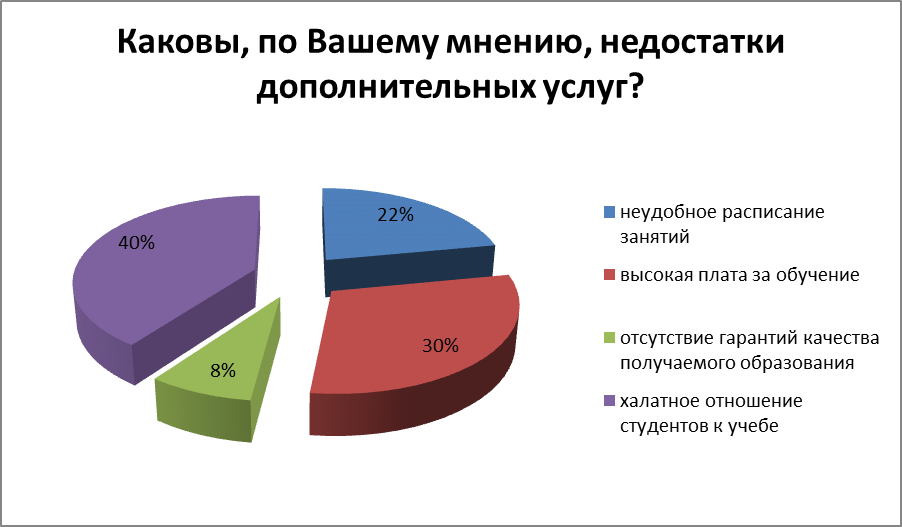 Каковы, по Вашему мнению, недостатки
дополнительных услуг?
22%
40%
30%
8%
неудобное расписание
занятий
высокая плата за обучение
отсутствие гарантий качества
получаемого образования
халатное отношение
студентов к учебе